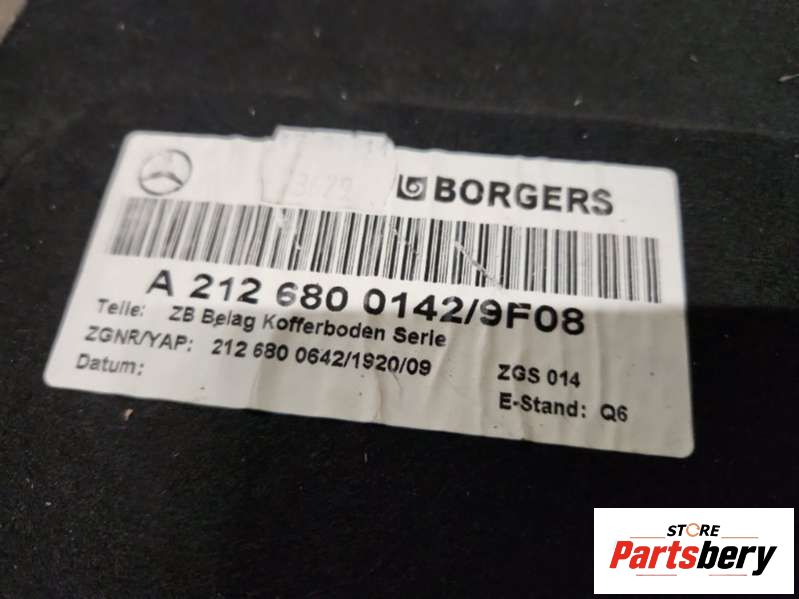 BORGERS
A 212 680 0142/9F08
Teile: ZB Belag Kofferboden Serie
ZGNR/YAP: 212 680 0642/1920/09
ZGS 014
Datum:
E-Stand: Q6
STORE
Partsbery